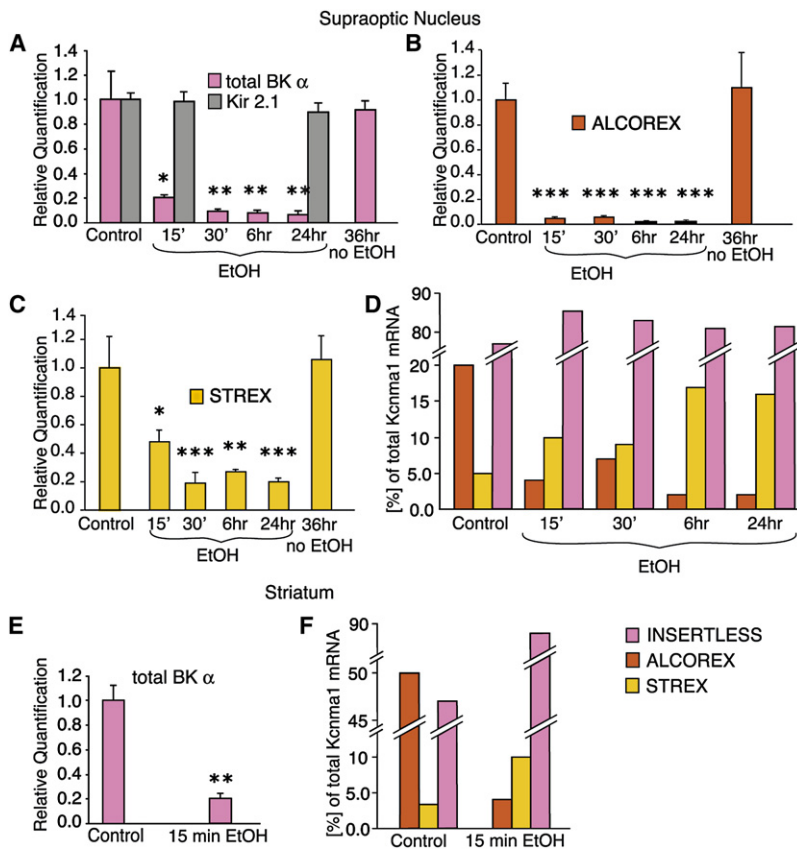 Supraoptic Nucleus
A
Relative Quantification
1.4
1.2
1.0
0.8
0.6
0.4
0.2
0.0
total BK α
Kir 2.1
*
**
**
**
Control 15’ 30’ 6hr 24hr 36hr
no EtOH
EtOH
B
Relative Quantification
1.4
1.2
1.0
0.8
0.6
0.4
0.2
0.0
ALCOREX
*** *** *** ***
Control 15’ 30’ 6hr 24hr 36hr
no EtOH
EtOH
C
Relative Quantification
1.4
1.2
1.0
0.8
0.6
0.4
0.2
0.0
STREX
*
***
**
***
Control 15’ 30’ 6hr 24hr 36hr
no EtOH
EtOH
D
[%] of total Kcnma1 mRNA
90
80
20
15
10
5.0
0.0
Control 15’ 30’ 6hr 24hr
EtOH
Striatum
E
Relative Quantification
1.2
1.0
0.8
0.6
0.4
0.2
0.0
total BK α
**
Control 15 min EtOH
F
[%] of total Kcnma1 mRNA
90
50
45
10
5.0
Control 15 min EtOH
INSERTLESS
ALCOREX
STREX